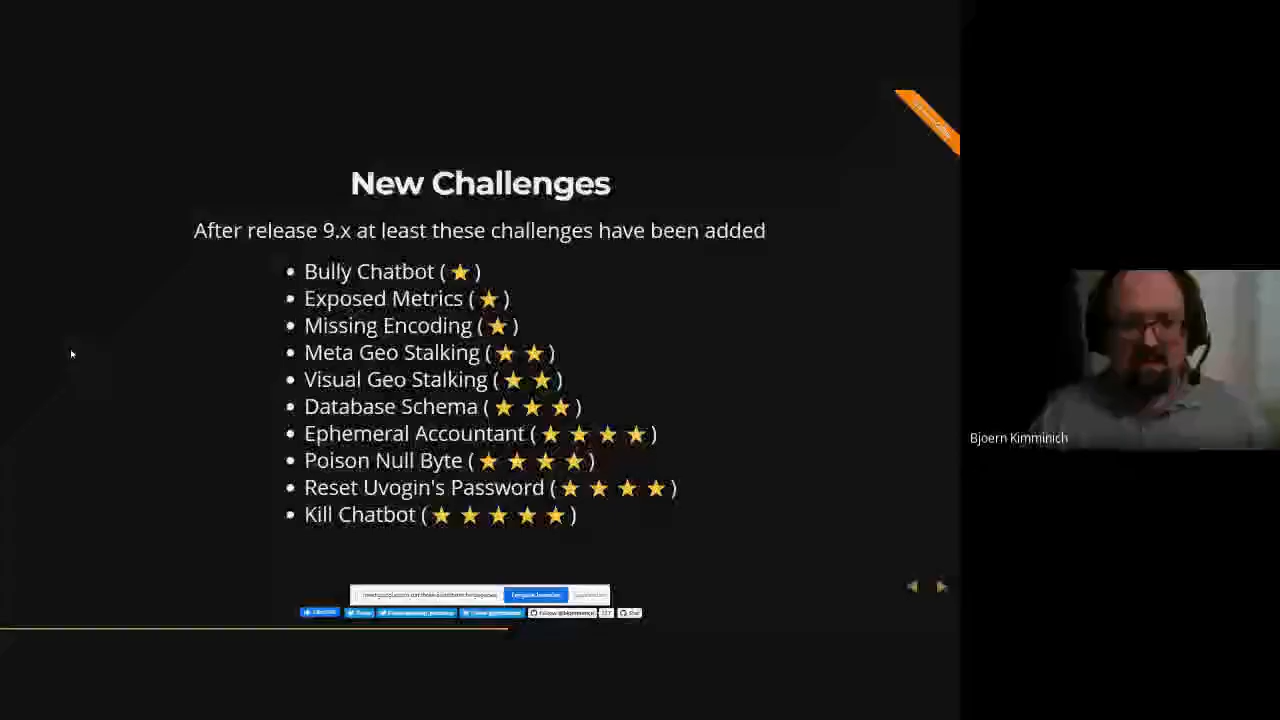 New Challenges
After release 9.x at least these challenges have been added
• Bully Chatbot (⭐)
• Exposed Metrics (⭐)
• Missing Encoding (⭐)
• Meta Geo Stalking (⭐⭐)
• Visual Geo Stalking (⭐⭐)
• Database Schema (⭐⭐⭐)
• Ephemeral Accountant (⭐⭐⭐⭐)
• Poison Null Byte (⭐⭐⭐⭐)
• Reset Uvogin's Password (⭐⭐⭐⭐)
• Kill Chatbot (⭐⭐⭐⭐⭐)
Bjoern Kimminich